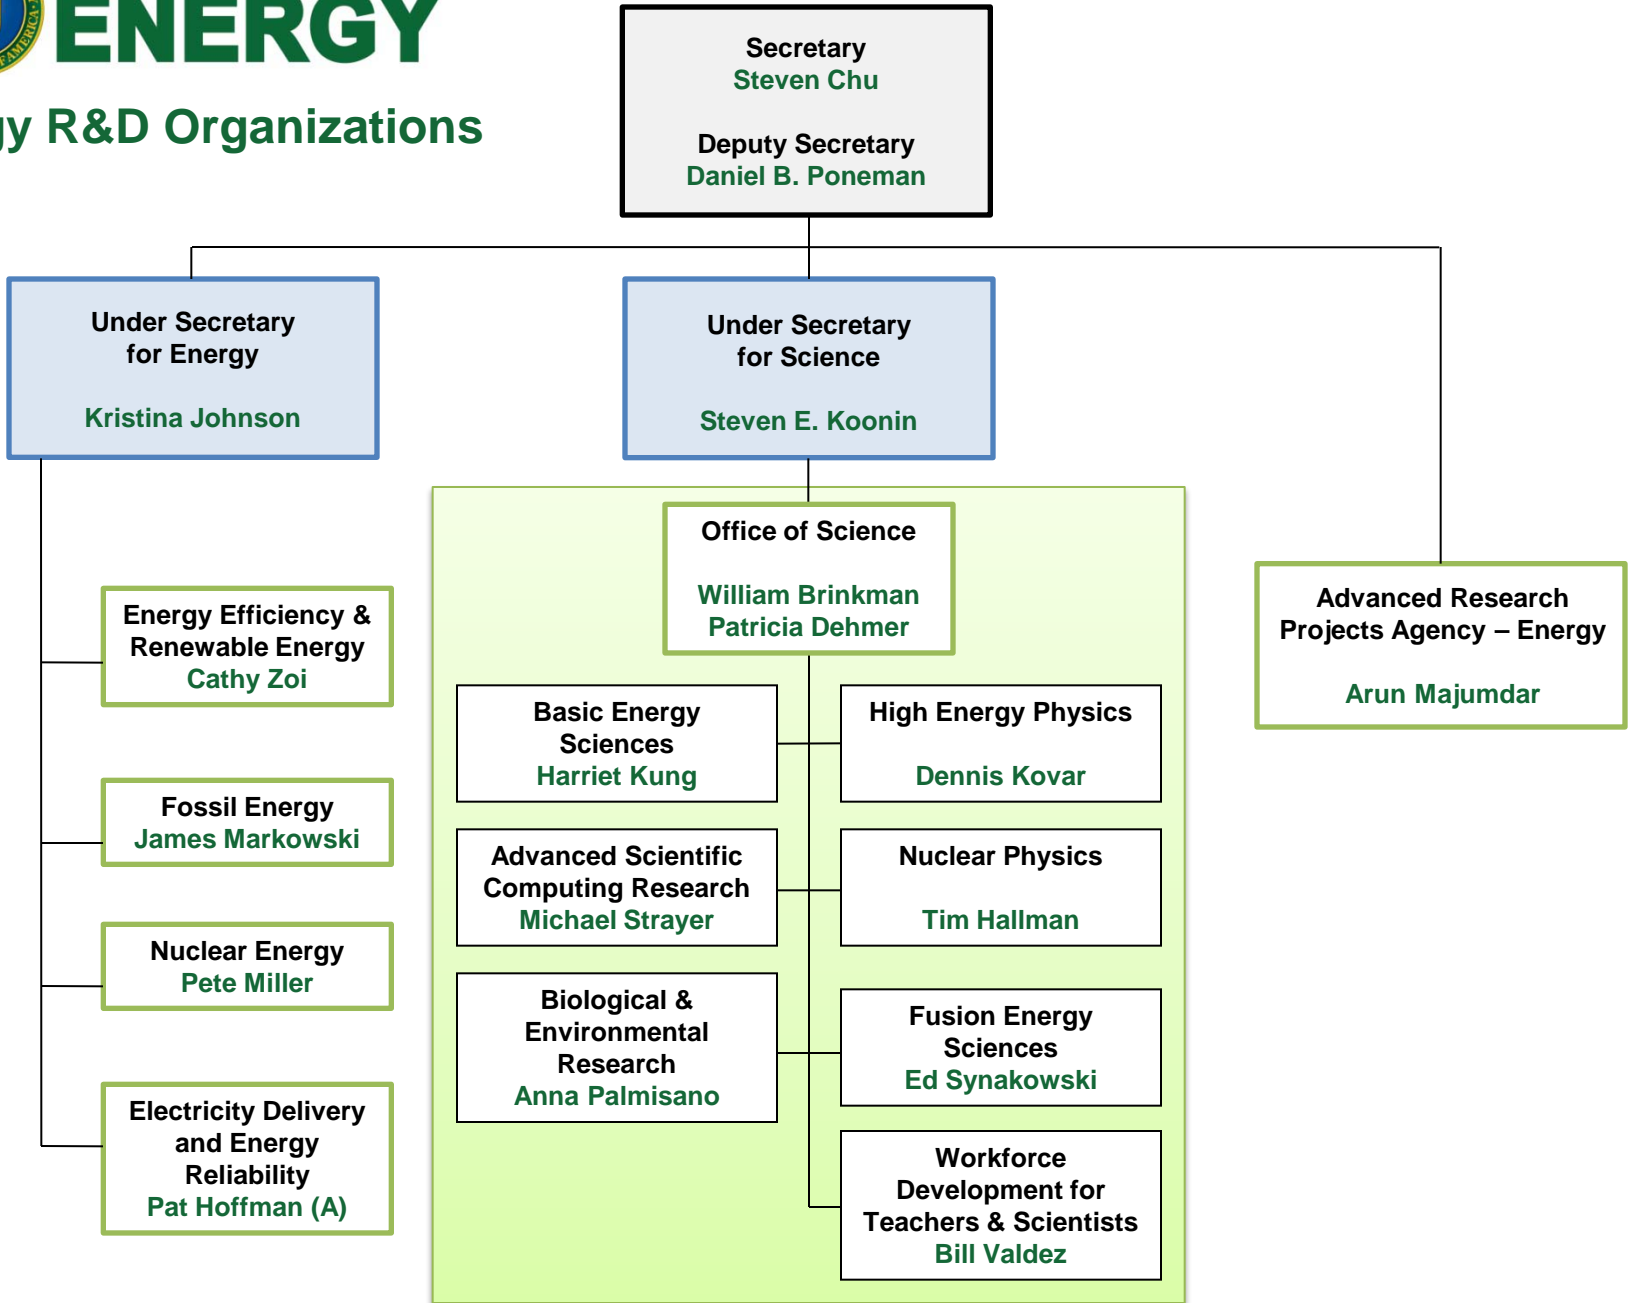 ENERGY
R&D Organizations
Secretary
Steven Chu
Deputy Secretary
Daniel B. Poneman
Under Secretary
for Energy
Kristina Johnson
Under Secretary
for Science
Steven E. Koonin
Office of Science
William Brinkman
Patricia Dehmer
Advanced Research
Projects Agency – Energy
Arun Majumdar
Energy Efficiency &
Renewable Energy
Cathy Zoi
Fossil Energy
James Markowski
Nuclear Energy
Pete Miller
Electricity Delivery
and Energy
Reliability
Pat Hoffman (A)
Basic Energy
Sciences
Harriet Kung
High Energy Physics
Dennis Kovar
Advanced Scientific
Computing Research
Michael Strayer
Nuclear Physics
Tim Hallman
Biological &
Environmental
Research
Anna Palmisano
Fusion Energy
Sciences
Ed Synakowski
Workforce
Development for
Teachers & Scientists
Bill Valdez